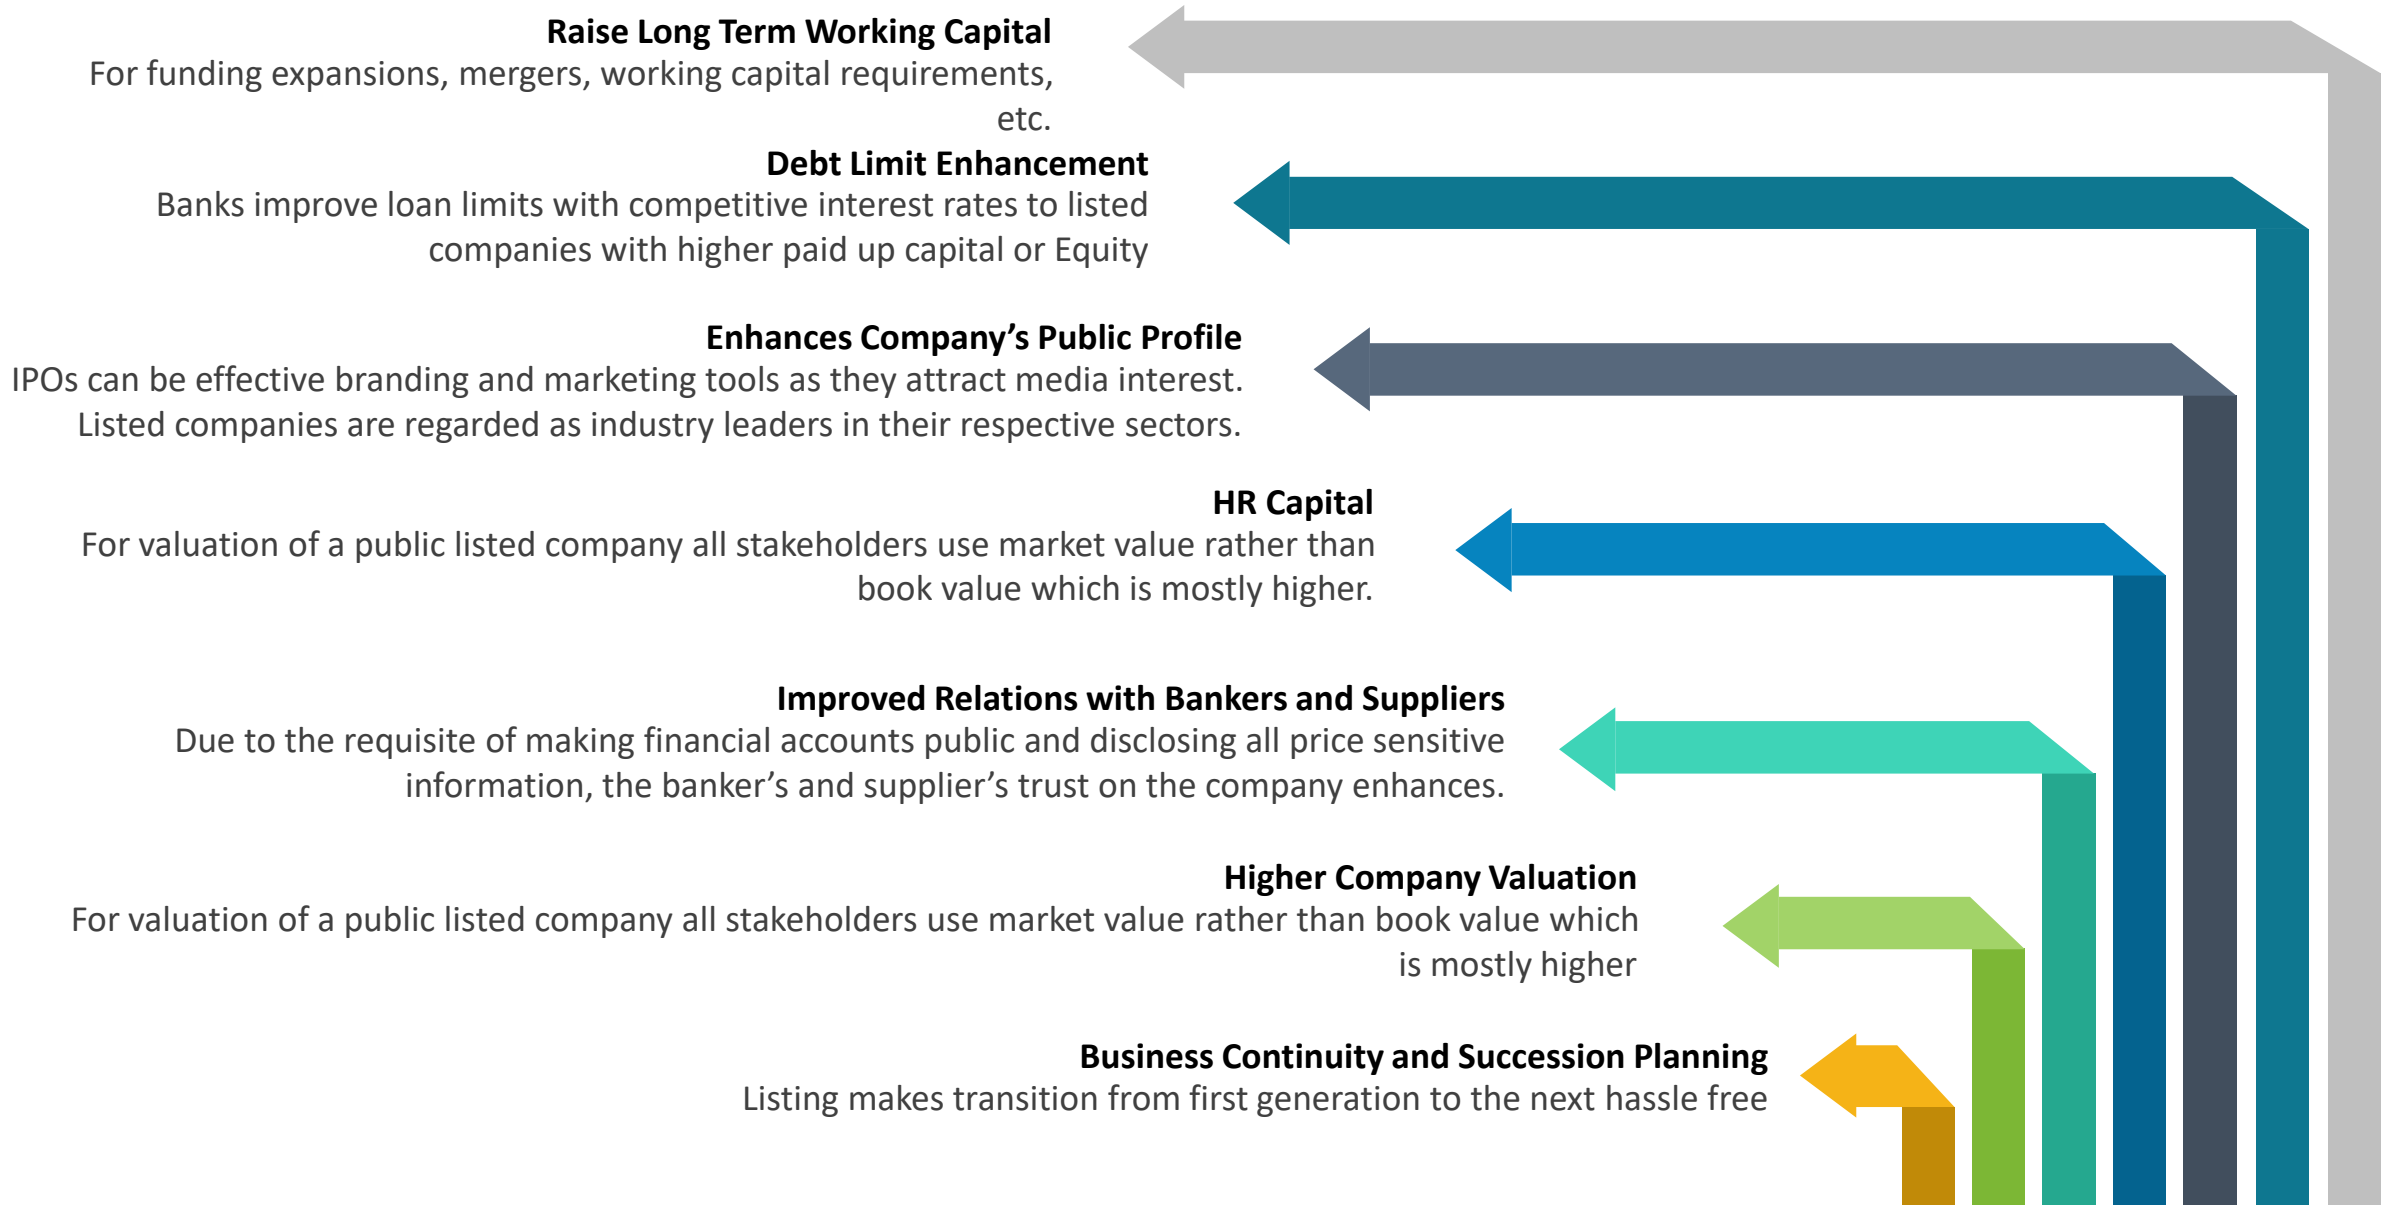 Raise Long Term Working Capital
For funding expansions, mergers, working capital requirements,
etc.
Debt Limit Enhancement
Banks improve loan limits with competitive interest rates to listed
companies with higher paid up capital or Equity
Enhances Company’s Public Profile
IPOs can be effective branding and marketing tools as they attract media interest.
Listed companies are regarded as industry leaders in their respective sectors.
HR Capital
For valuation of a public listed company all stakeholders use market value rather than
book value which is mostly higher.
Improved Relations with Bankers and Suppliers
Due to the requisite of making financial accounts public and disclosing all price sensitive
information, the banker’s and supplier’s trust on the company enhances.
Higher Company Valuation
For valuation of a public listed company all stakeholders use market value rather than book value which
is mostly higher
Business Continuity and Succession Planning
Listing makes transition from first generation to the next hassle free